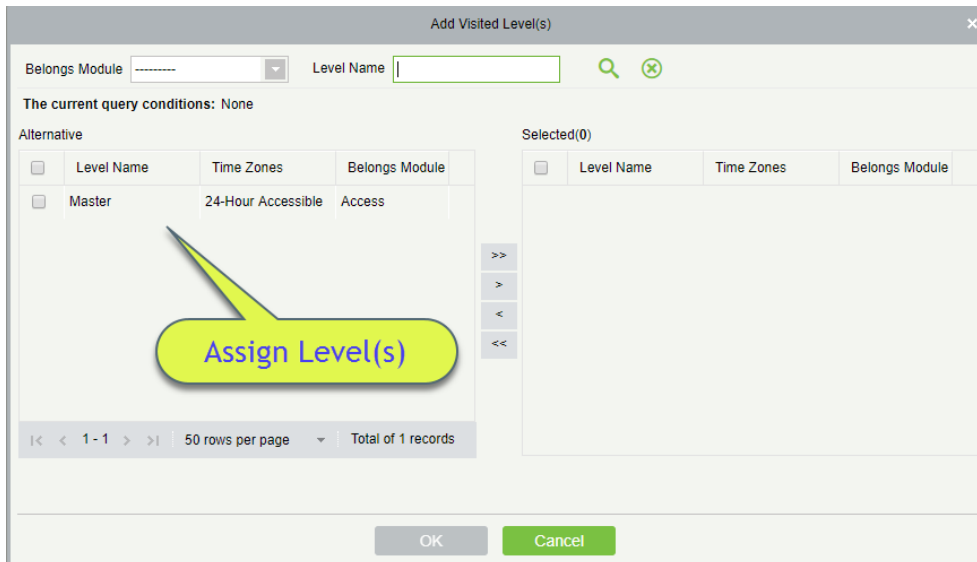 Add Visited Level(s)
Belongs Module --------- Level Name
The current query conditions: None
Alternative Selected(0)
Level Name Time Zones Belongs Module Level Name Time Zones Belongs Module
Master 24-Hour Accessible Access
>>
>
<
<<
Assign Level(s)
|< < 1 - 1 > >| 50 rows per page Total of 1 records
OK Cancel